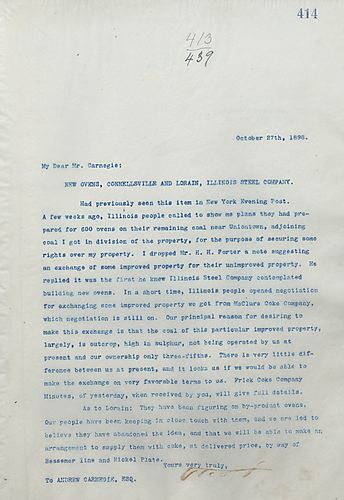 414
413
439
October 27th, 1898.
My Dear Mr. Carnegie:
NEW OVENS, CONNELLSVILLE AND LORAIN, ILLINOIS STEEL COMPANY.
Had previously seen this item in New York Evening Post.
A few weeks ago, Illinois people called to show me plans they had pre-
pared for 600 ovens on their remaining coal near Uniontown, adjoining
coal I got in division of the property, for the purpose of securing some
rights over my property. I dropped Mr. H. H. Porter a note suggesting
an exchange of some improved property for their unimproved property. He
replied it was the first he knew Illinois Steel Company contemplated
building new ovens. In a short time, Illinois people opened negotiation
for exchanging some improved property we got from McClure Coke Company,
which negotiation is still on. Our principal reason for desiring to
make this exchange is that the coal of this particular improved property,
largely, is outcrop, high in sulphur, not being operated by us at
present and our ownership only three-fifths. There is very little dif-
ference between us at present, and it looks as if we would be able to
make the exchange on very favorable terms to us. Frick Coke Company
Minutes, of yesterday, when received by you, will give full details.
As to Lorain: They have been figuring on by-product ovens.
Our people have been keeping in close touch with them, and we are led to
believe they have abandoned the idea, and that we will be able to make an
arrangement to supply them with coke, at delivered price, by way of
Bessemer line and Nickel Plate.
Yours very truly,
To ANDREW CARNEGIE, ESQ.